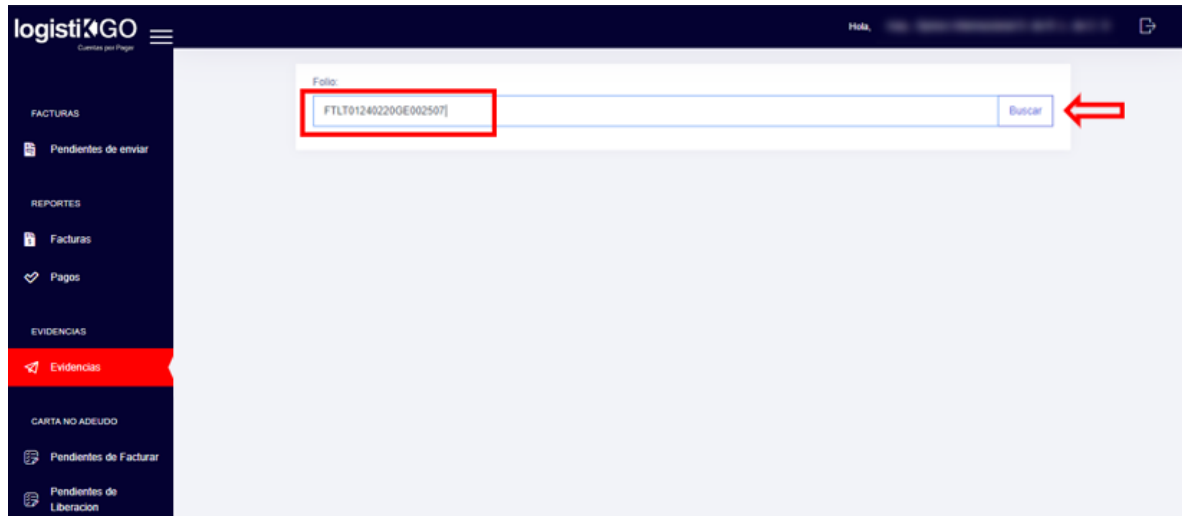 logistiKGO
Cuentas por Pagar
Hola,
FACTURAS
Pendientes de enviar
REPORTES
Facturas
Pagos
EVIDENCIAS
Evidencias
CARTA NO ADEUDO
Pendientes de Facturar
Pendientes de
Liberacion
Folio:
FTLT01240220GE002507
Buscar